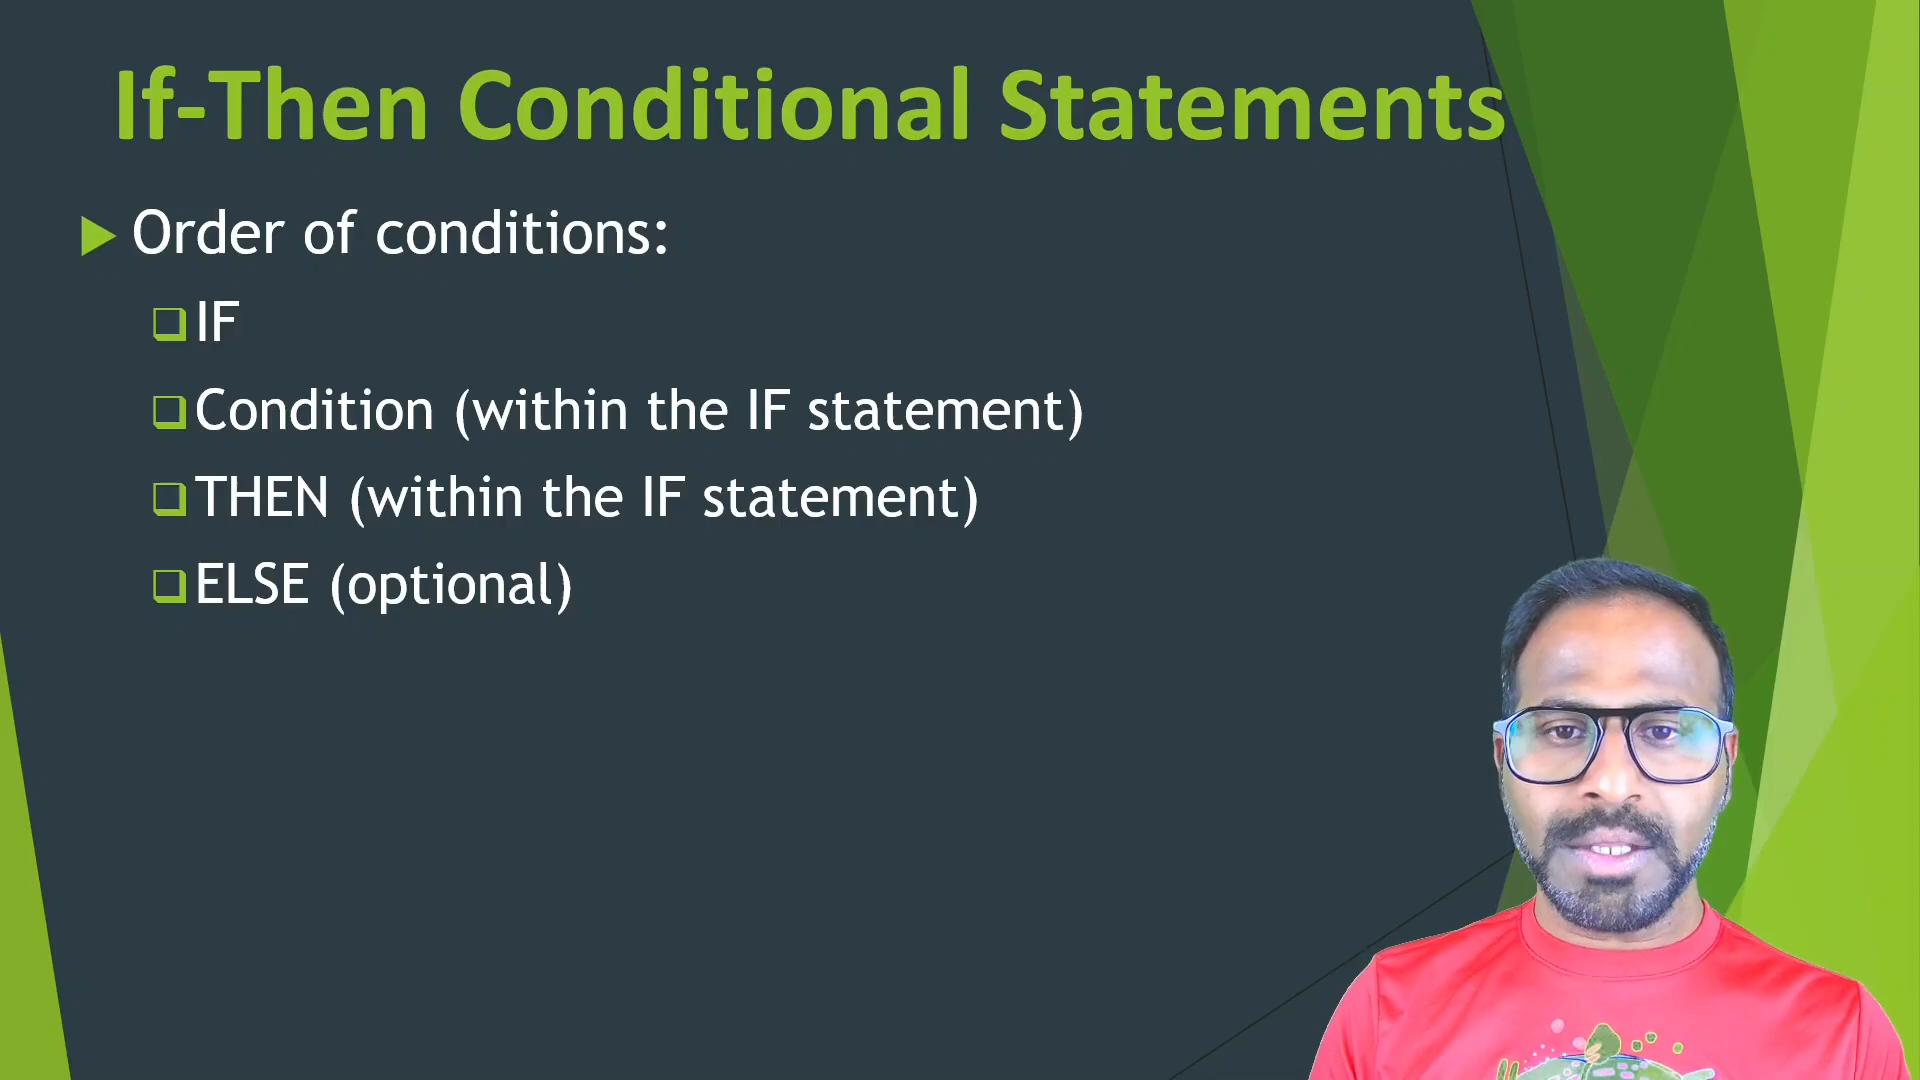 If-Then Conditional Statements
Order of conditions:
IF
Condition (within the IF statement)
THEN (within the IF statement)
ELSE (optional)